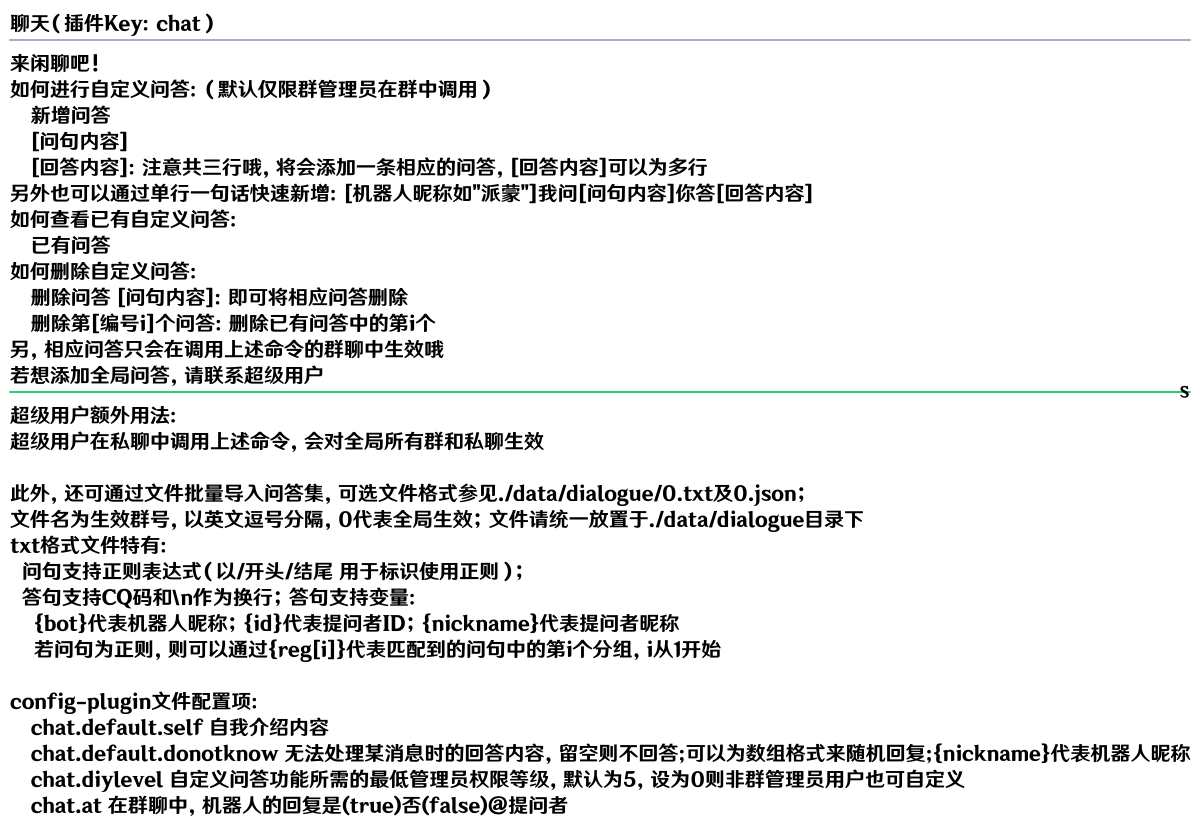 聊天(插件Key: chat)
来闲聊吧!
如何进行自定义问答:(默认仅限群管理员在群中调用)
新增问答
[问句内容]
[回答内容]: 注意共三行哦, 将会添加一条相应的问答, [回答内容]可以为多行
另外也可以通过单行一句话快速新增: [机器人昵称如"派蒙"]我问[问句内容]你答[回答内容]
如何查看已有自定义问答:
已有问答
如何删除自定义问答:
删除问答 [问句内容]: 即可将相应问答删除
删除第[编号i]个问答: 删除已有问答中的第i个
另, 相应问答只会在调用上述命令的群聊中生效哦
若想添加全局问答, 请联系超级用户
s
超级用户额外用法:
超级用户在私聊中调用上述命令, 会对全局所有群和私聊生效
此外, 还可通过文件批量导入问答集, 可选文件格式参见./data/dialogue/0.txt及0.json;
文件名为生效群号, 以英文逗号分隔, 0代表全局生效; 文件请统一放置于./data/dialogue目录下
txt格式文件特有:
问句支持正则表达式(以/开头/结尾 用于标识使用正则);
答句支持CQ码和\n作为换行; 答句支持变量:
{bot}代表机器人昵称; {id}代表提问者ID; {nickname}代表提问者昵称
若问句为正则, 则可以通过{reg[i]}代表匹配到的问句中的第i个分组, i从1开始
config-plugin文件配置项:
chat.default.self 自我介绍内容
chat.default.donotknow 无法处理某消息时的回答内容, 留空则不回答;可以为数组格式来随机回复;{nickname}代表机器人昵称
chat.diylevel 自定义问答功能所需的最低管理员权限等级, 默认为5, 设为0则非群管理员用户也可自定义
chat.at 在群聊中, 机器人的回复是(true)否(false)@提问者